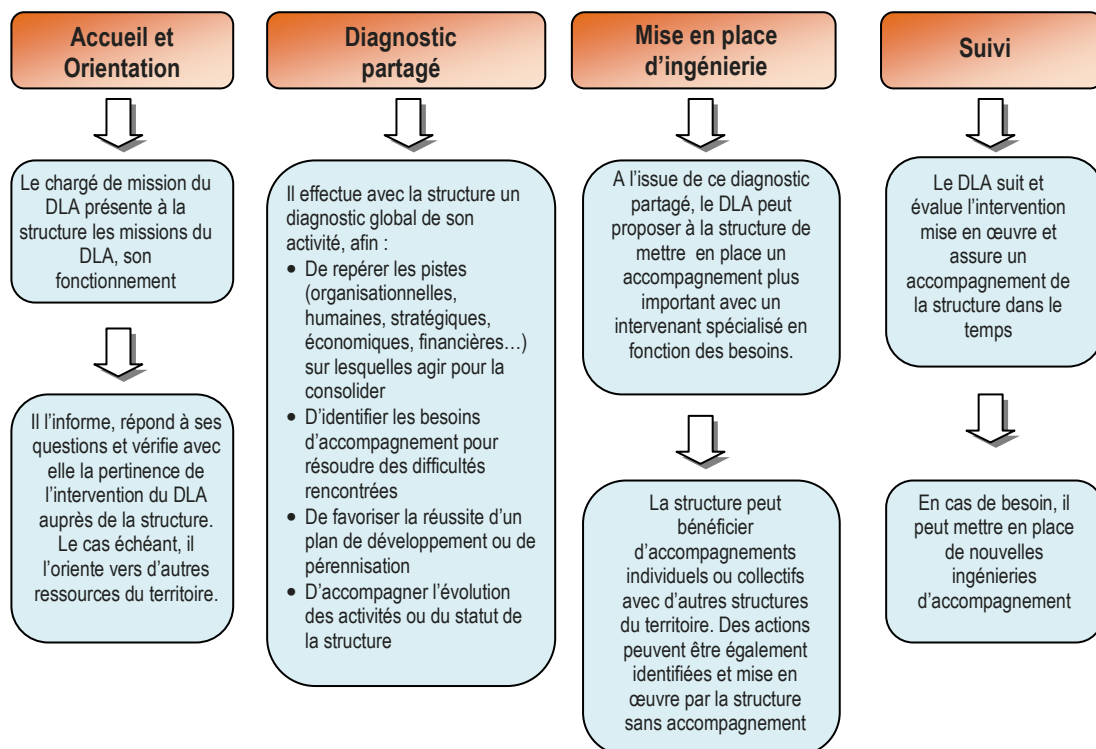 Accueil et
Orientation
Le chargé de mission du
DLA présente à la
structure les missions du
DLA, son
fonctionnement
Il l’informe, répond à ses
questions et vérifie avec
elle la pertinence de
l’intervention du DLA
auprès de la structure.
Le cas échéant, il
l’oriente vers d’autres
ressources du territoire.
Diagnostic
partagé
Il effectue avec la structure un
diagnostic global de son
activité, afin :
• De repérer les pistes
(organisationnelles,
humaines, stratégiques,
économiques, financières…)
sur lesquelles agir pour la
consolider
• D’identifier les besoins
d’accompagnement pour
résoudre des difficultés
rencontrées
• De favoriser la réussite d’un
plan de développement ou de
pérennisation
• D’accompagner l’évolution
des activités ou du statut de
la structure
Mise en place
d’ingénierie
A l’issue de ce diagnostic
partagé, le DLA peut
proposer à la structure de
mettre en place un
accompagnement plus
important avec un
intervenant spécialisé en
fonction des besoins.
La structure peut
bénéficier
d’accompagnements
individuels ou collectifs
avec d’autres structures
du territoire. Des actions
peuvent être également
identifiées et mise en
œuvre par la structure
sans accompagnement
Suivi
Le DLA suit et
évalue l’intervention
mise en œuvre et
assure un
accompagnement de
la structure dans le
temps
En cas de besoin, il
peut mettre en place
de nouvelles
ingénieries
d’accompagnement